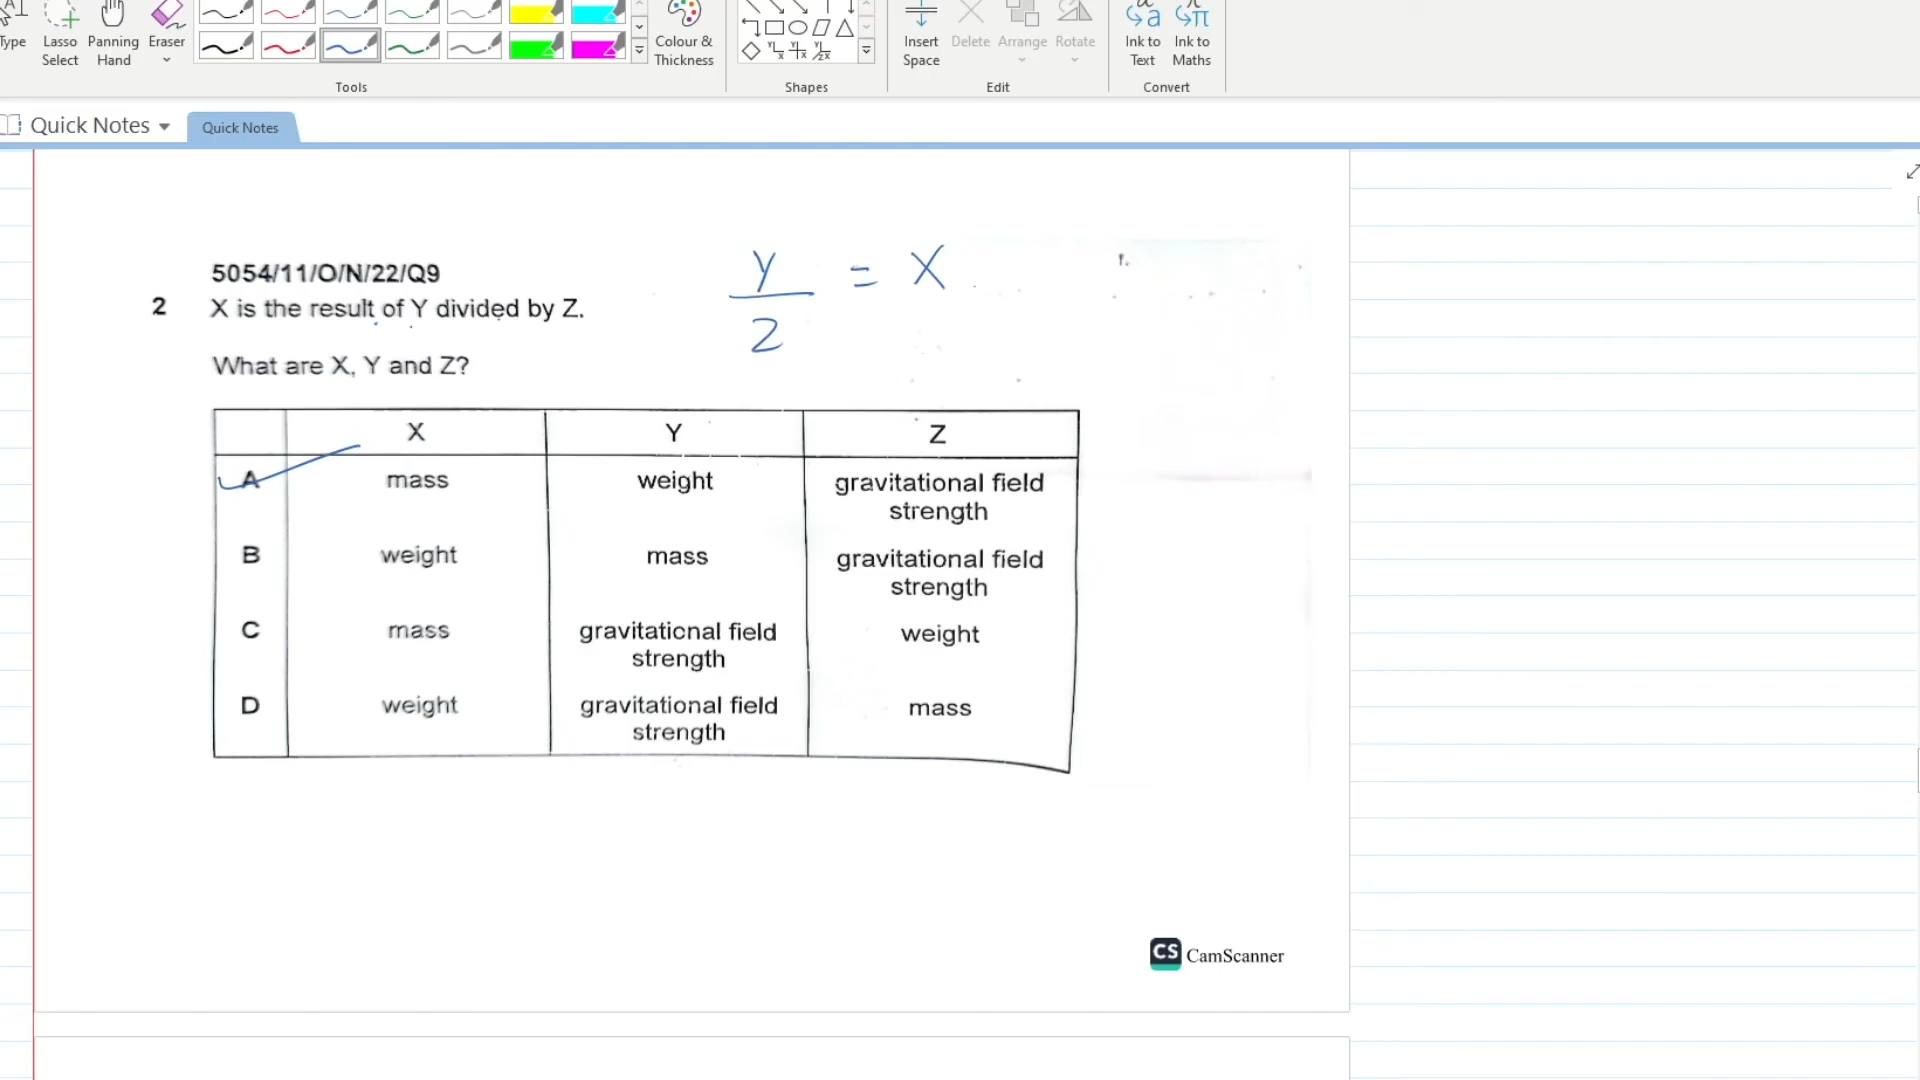 Type
Lasso Select
Panning Hand
Eraser
Colour & Thickness
Insert Space
Delete
Arrange
Rotate
Ink to Text
Ink to Maths
Tools
Shapes
Edit
Convert
Quick Notes
Quick Notes
5054/11/O/N/22/Q9
2 X is the result of Y divided by Z.
Y/Z = X
What are X, Y and Z?
X Y Z
A mass weight gravitational field strength
B weight mass gravitational field strength
C mass gravitational field strength weight
D weight gravitational field strength mass
CS CamScanner